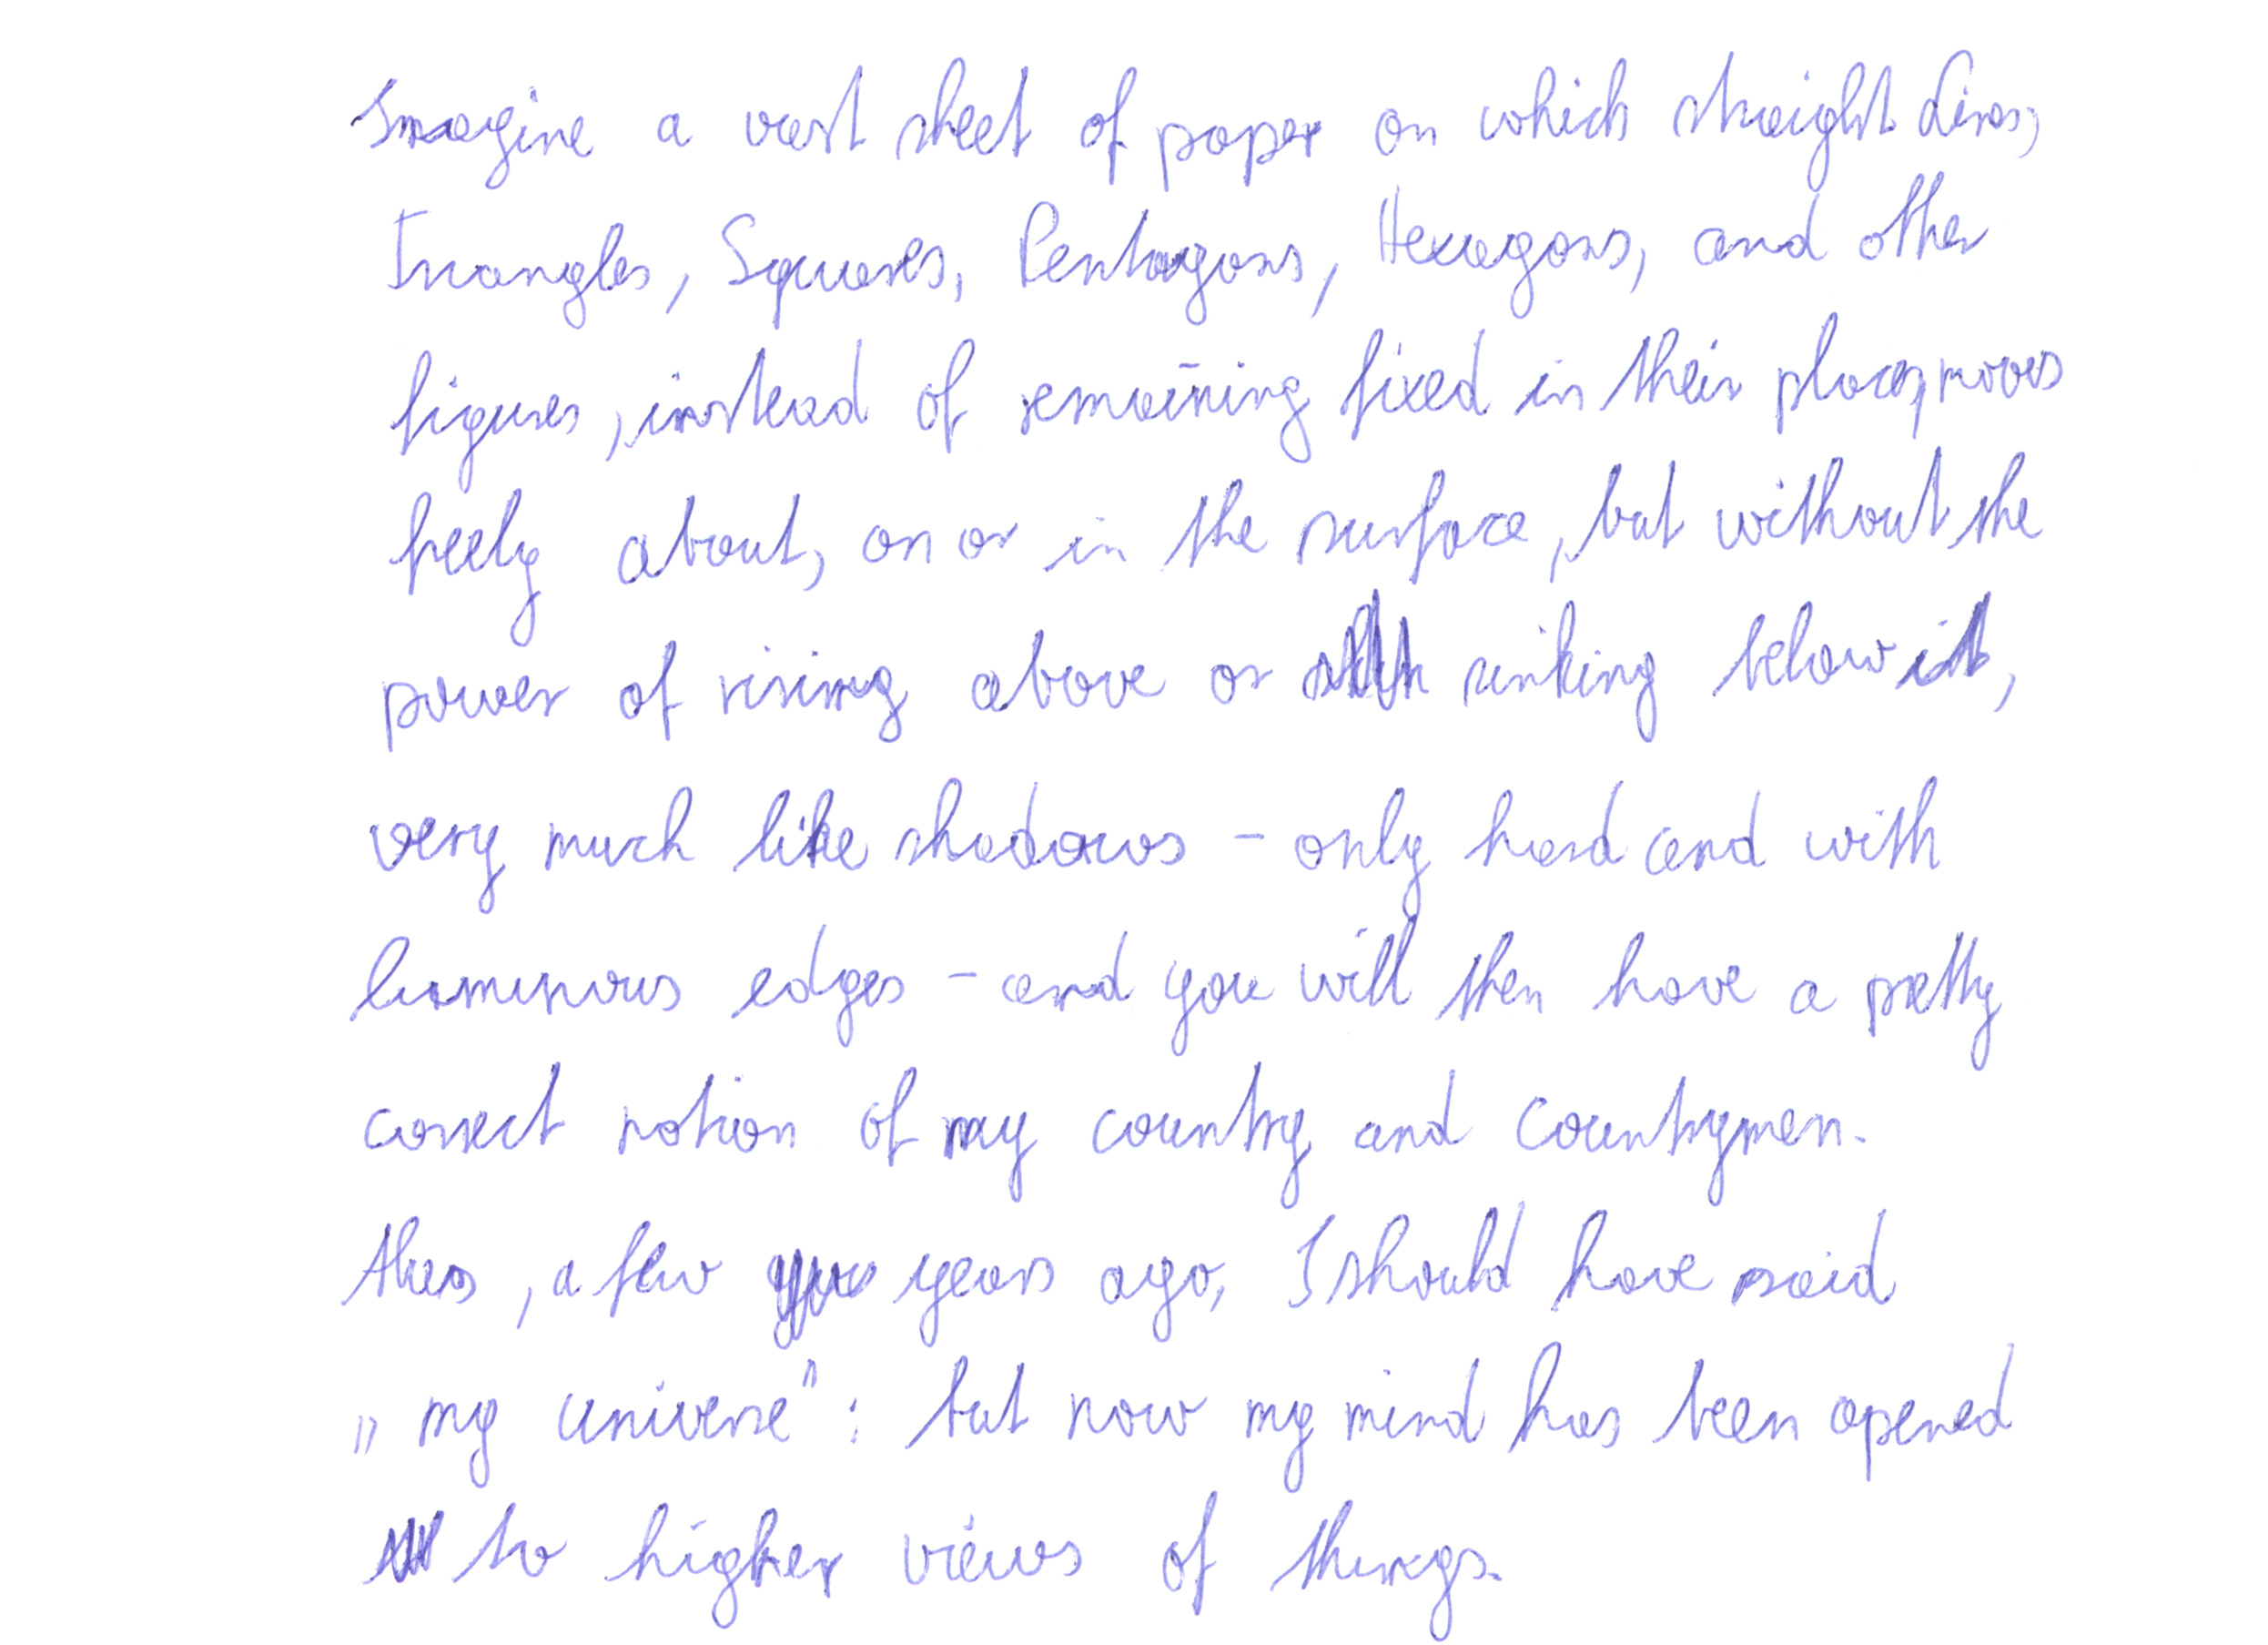 Imagine a vast sheet of paper on which straight Lines,
Triangles, Squares, Pentagons, Hexagons, and other
figures, instead of remaining fixed in their places, moves
freely about, on or in the surface, but without the
power of rising above or sinking below it,
very much like shadows - only hard and with
luminous edges - and you will then have a pretty
correct notion of my country and countrymen.
Alas, a few years ago, I should have said
„my universe": but now my mind has been opened
to higher views of things.